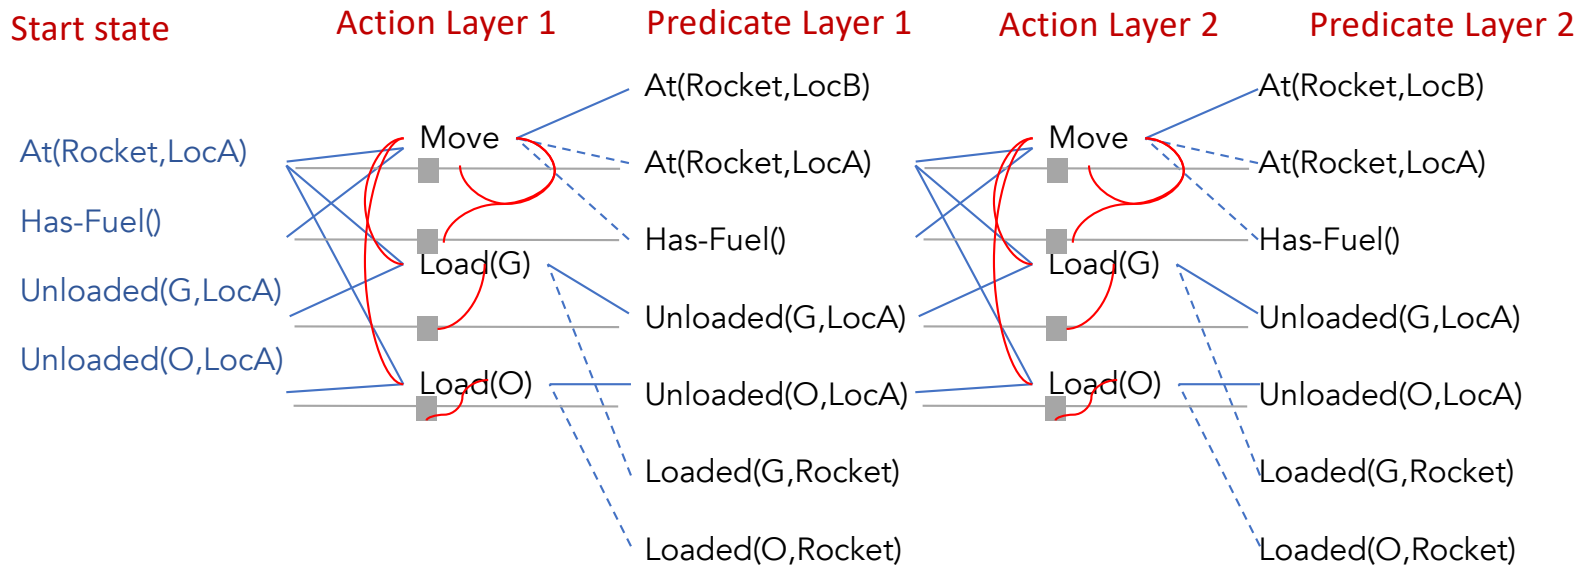 Start state
Action Layer 1
Predicate Layer 1
Action Layer 2
Predicate Layer 2
At(Rocket,LocA)
Has-Fuel()
Unloaded(G,LocA)
Unloaded(O,LocA)
Move
Load(G)
Load(O)
At(Rocket,LocB)
At(Rocket,LocA)
Has-Fuel()
Unloaded(G,LocA)
Unloaded(O,LocA)
Loaded(G,Rocket)
Loaded(O,Rocket)
Move
Load(G)
Load(O)
At(Rocket,LocB)
At(Rocket,LocA)
Has-Fuel()
Unloaded(G,LocA)
Unloaded(O,LocA)
Loaded(G,Rocket)
Loaded(O,Rocket)